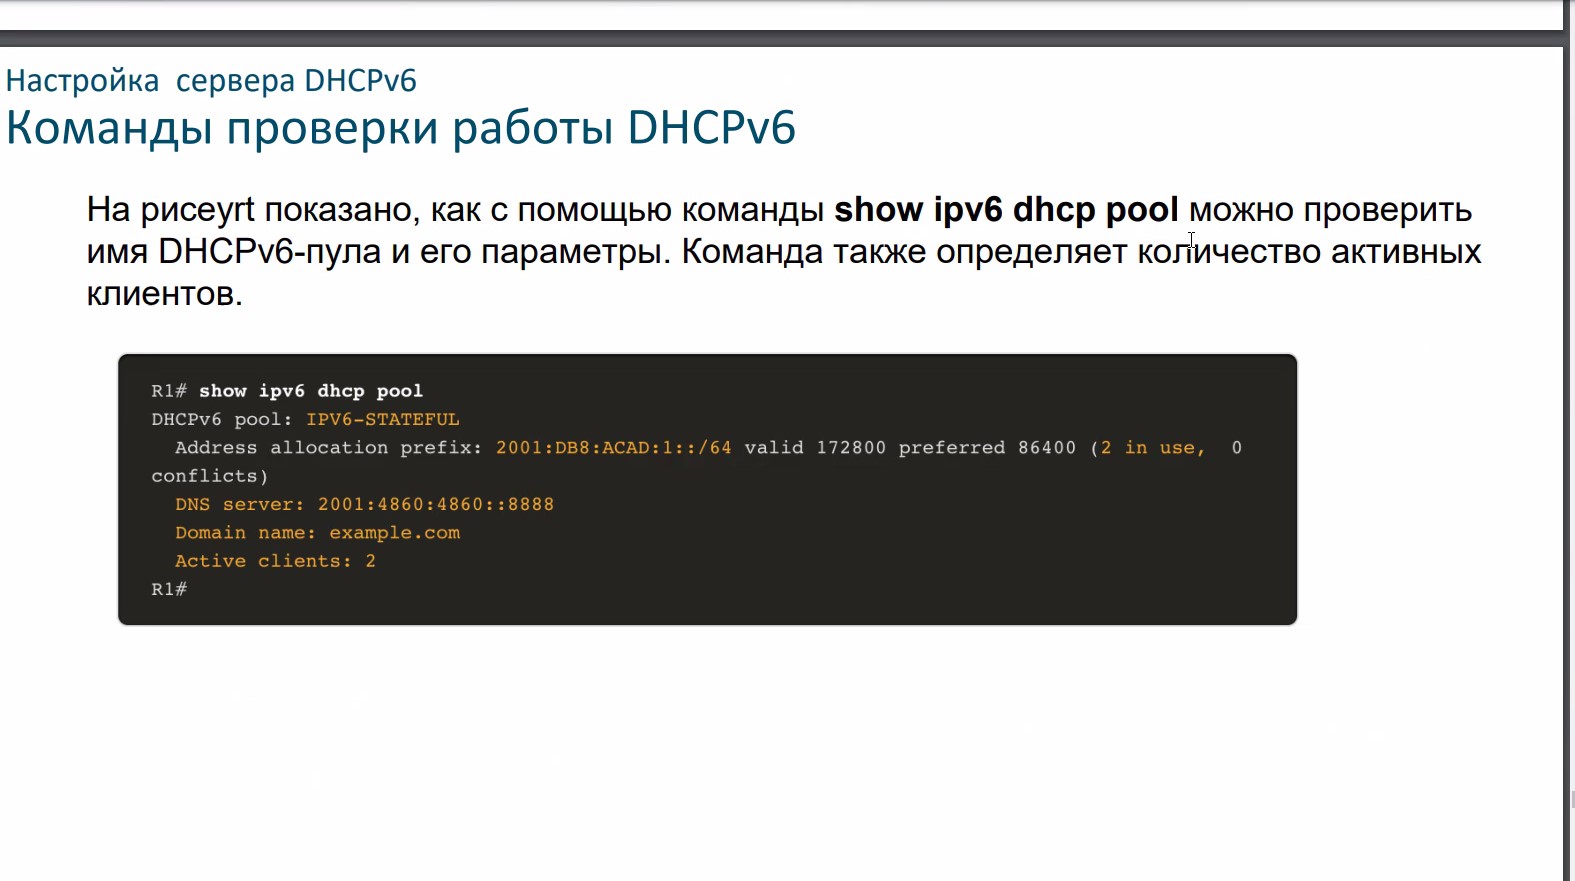 Настройка  сервера DHCPv6
Команды проверки работы DHCPv6
На рисеyrt показано, как с помощью команды show ipv6 dhcp pool можно проверить
имя DHCPv6-пула и его параметры. Команда также определяет количество активных
клиентов.
R1# show ipv6 dhcp pool
DHCPv6 pool: IPV6-STATEFUL
  Address allocation prefix: 2001:DB8:ACAD:1::/64 valid 172800 preferred 86400 (2 in use,  0
conflicts)
  DNS server: 2001:4860:4860::8888
  Domain name: example.com
  Active clients: 2
R1#